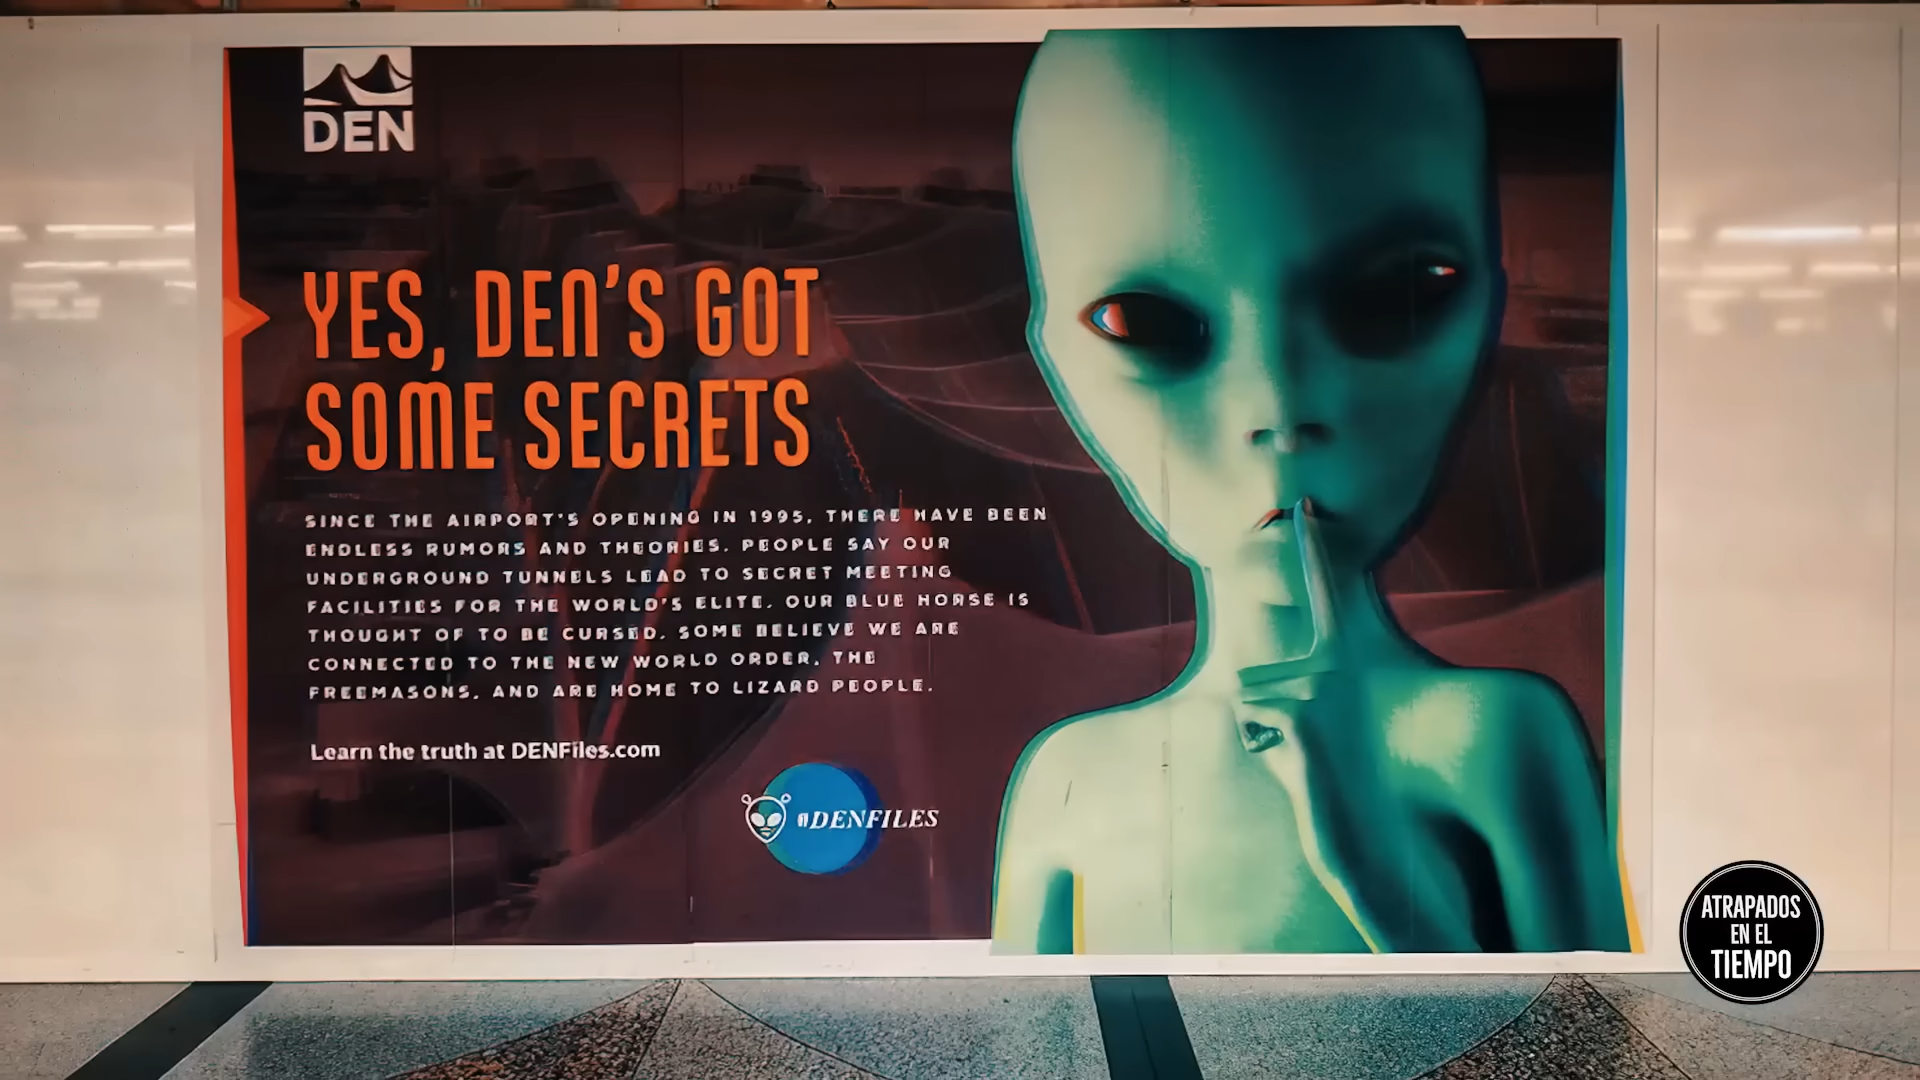 DEN
YES, DEN'S GOT
SOME SECRETS
SINCE THE AIRPORT'S OPENING IN 1995, THERE HAVE BEEN
ENDLESS RUMORS AND THEORIES. PEOPLE SAY OUR
UNDERGROUND TUNNELS LEAD TO SECRET MEETING
FACILITIES FOR THE WORLD'S ELITE. OUR BLUE HORSE IS
THOUGHT OF TO BE CURSED. SOME BELIEVE WE ARE
CONNECTED TO THE NEW WORLD ORDER, THE
FREEMASONS, AND ARE HOME TO LIZARD PEOPLE.
Learn the truth at DENFiles.com
#DENFILES
ATRAPADOS
EN EL
TIEMPO